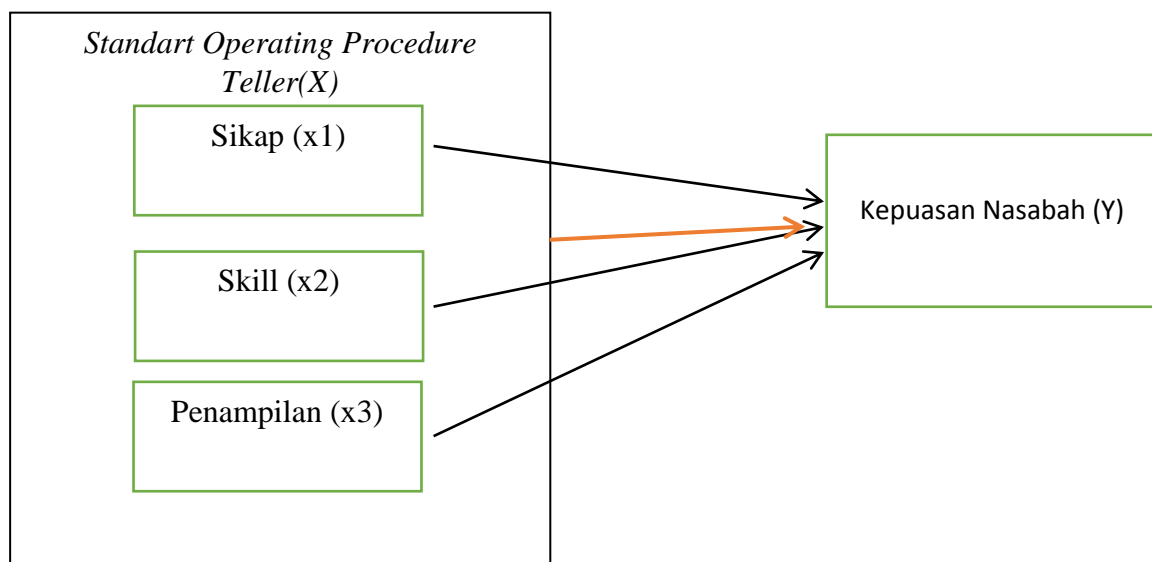 Standart Operating Procedure
Teller(X)
Sikap (x1)
Kepuasan Nasabah (Y)
Skill (x2)
Penampilan (x3)